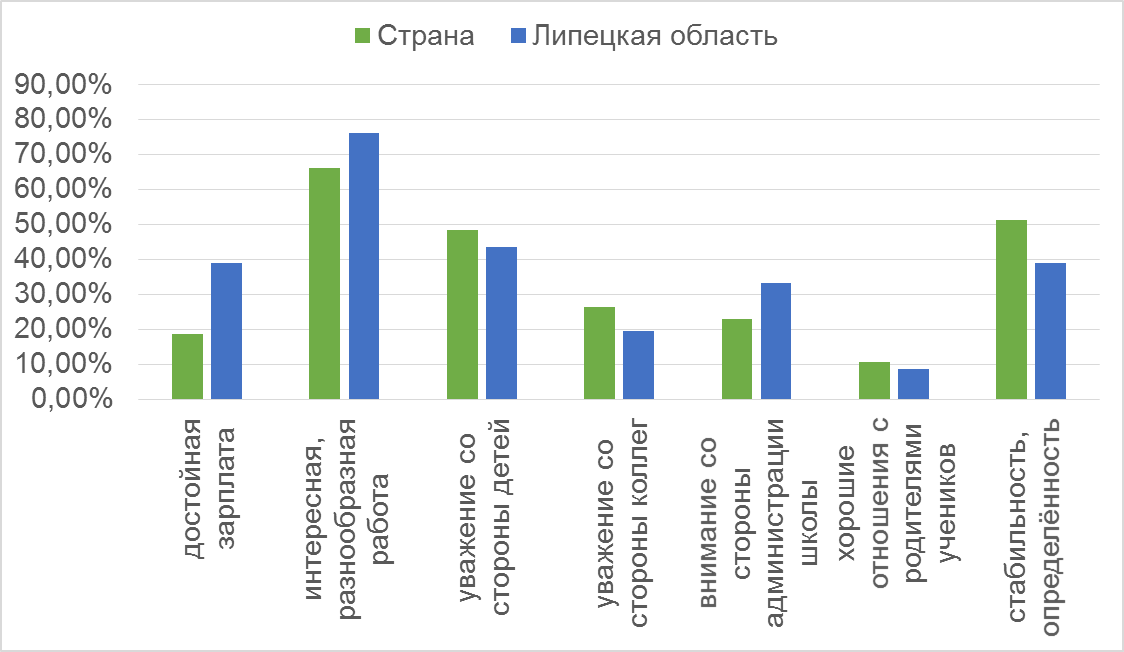 Страна
Липецкая область
90,00%
80,00%
70,00%
60,00%
50,00%
40,00%
30,00%
20,00%
10,00%
0,00%
достойная
зарплата
интересная,
разнообразная
работа
уважение со
стороны детей
уважение со
стороны коллег
внимание со
стороны
администрации
школы
хорошие
отношения с
родителями
учеников
стабильность,
определённость